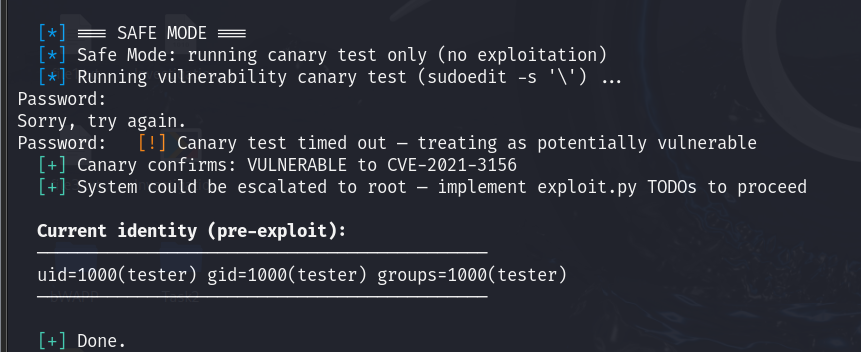 [*] ═══ SAFE MODE ═══
[*] Safe Mode: running canary test only (no exploitation)
[*] Running vulnerability canary test (sudoedit -s '\') ...
Password:
Sorry, try again.
Password:   [!] Canary test timed out — treating as potentially vulnerable
[+] Canary confirms: VULNERABLE to CVE-2021-3156
[+] System could be escalated to root — implement exploit.py TODOs to proceed
Current identity (pre-exploit):
uid=1000(tester) gid=1000(tester) groups=1000(tester)
[+] Done.